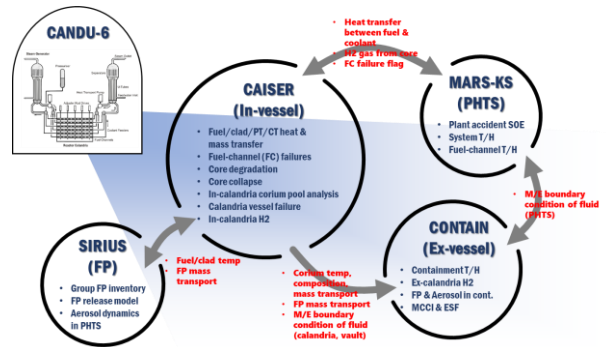 CANDU-6
CAISER
(In-vessel)
• Fuel/clad/PT/CT heat &
mass transfer
• Fuel-channel (FC) failures
• Core degradation
• Core collapse
• In-calandria corium pool analysis
• Calandria vessel failure
• In-calandria H2
• Heat transfer
between fuel &
coolant
• H2 gas from core
• FC failure flag
MARS-KS
(PHTS)
• Plant accident SOE
• System T/H
• Fuel-channel T/H
• M/E boundary
condition of fluid
(PHTS)
SIRIUS
(FP)
• Group FP inventory
• FP release model
• Aerosol dynamics
in PHTS
• Fuel/clad temp
• FP mass
transport
• Corium temp,
composition,
mass transport
• FP mass transport
• M/E boundary
condition of fluid
(calandria, vault)
CONTAIN
(Ex-vessel)
• Containment T/H
• Ex-calandria H2
• FP & Aerosol in cont.
• MCCI & ESF